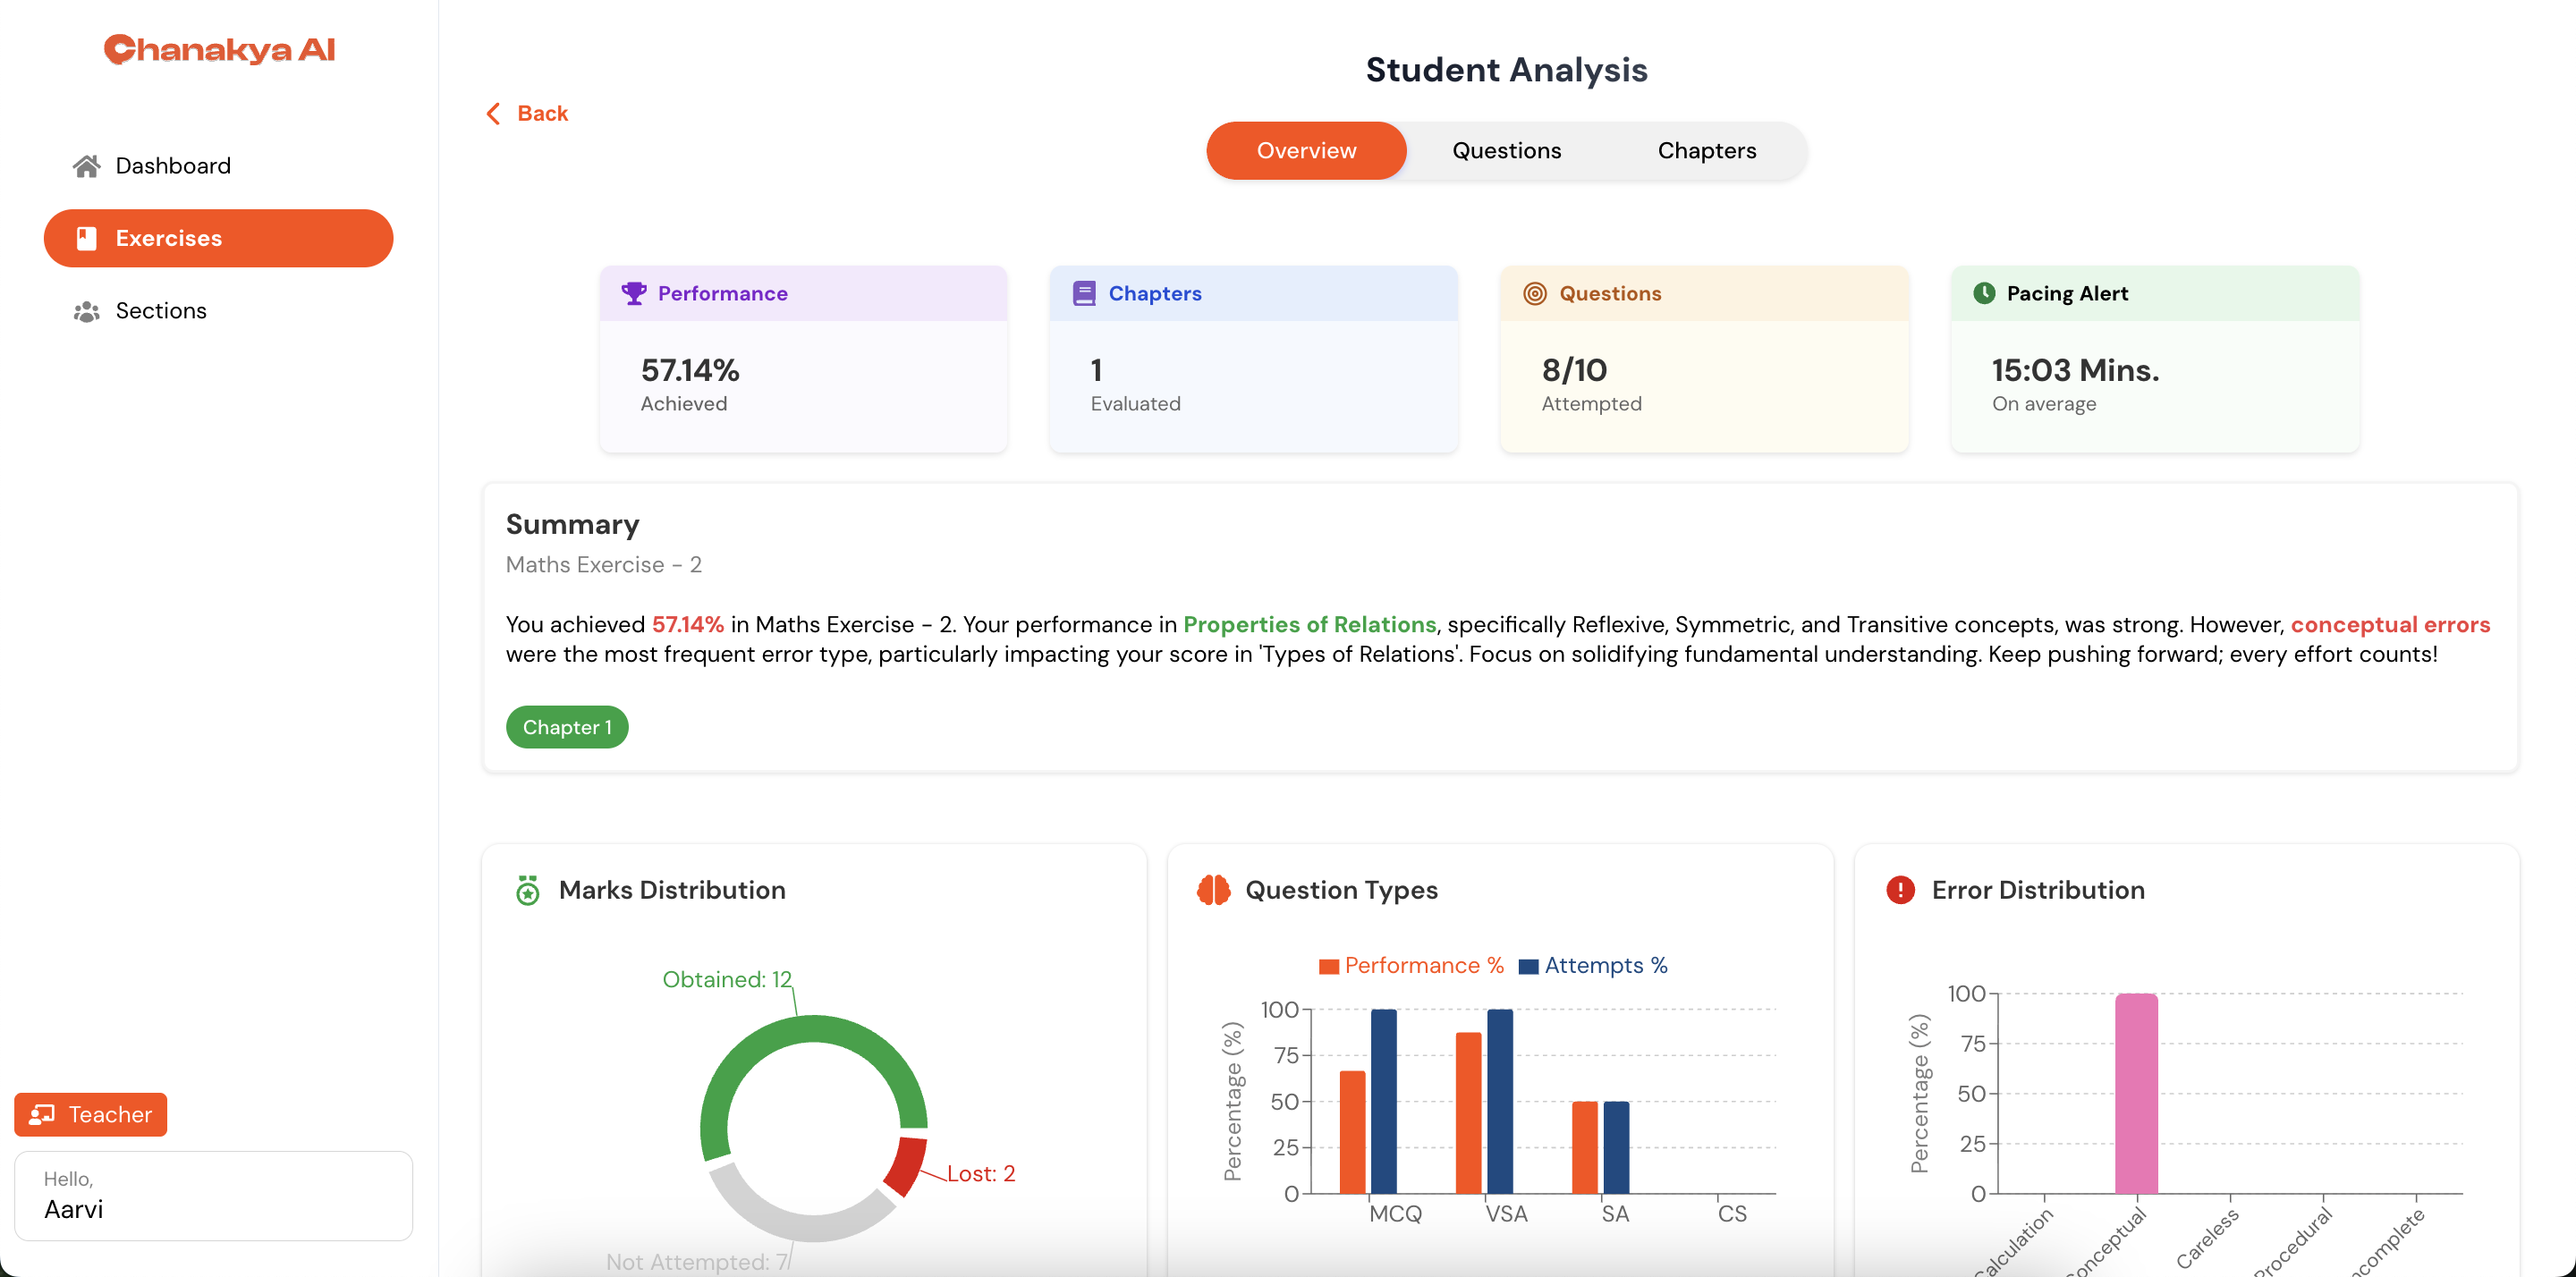 Chanakya AI
Dashboard
Exercises
Sections
Teacher
Hello,
Aarvi
Student Analysis
Back
Overview
Questions
Chapters
Performance
57.14%
Achieved
Chapters
1
Evaluated
Questions
8/10
Attempted
Pacing Alert
15:03 Mins.
On average
Summary
Maths Exercise - 2
You achieved 57.14% in Maths Exercise - 2. Your performance in Properties of Relations, specifically Reflexive, Symmetric, and Transitive concepts, was strong. However, conceptual errors
were the most frequent error type, particularly impacting your score in 'Types of Relations'. Focus on solidifying fundamental understanding. Keep pushing forward; every effort counts!
Chapter 1
Marks Distribution
Obtained: 12
Lost: 2
Not Attempted: 7
Question Types
Performance %
Attempts %
Percentage (%)
100
75
50
25
0
MCQ
VSA
SA
CS
Error Distribution
Percentage (%)
100
75
50
25
0
Careless
Procedural